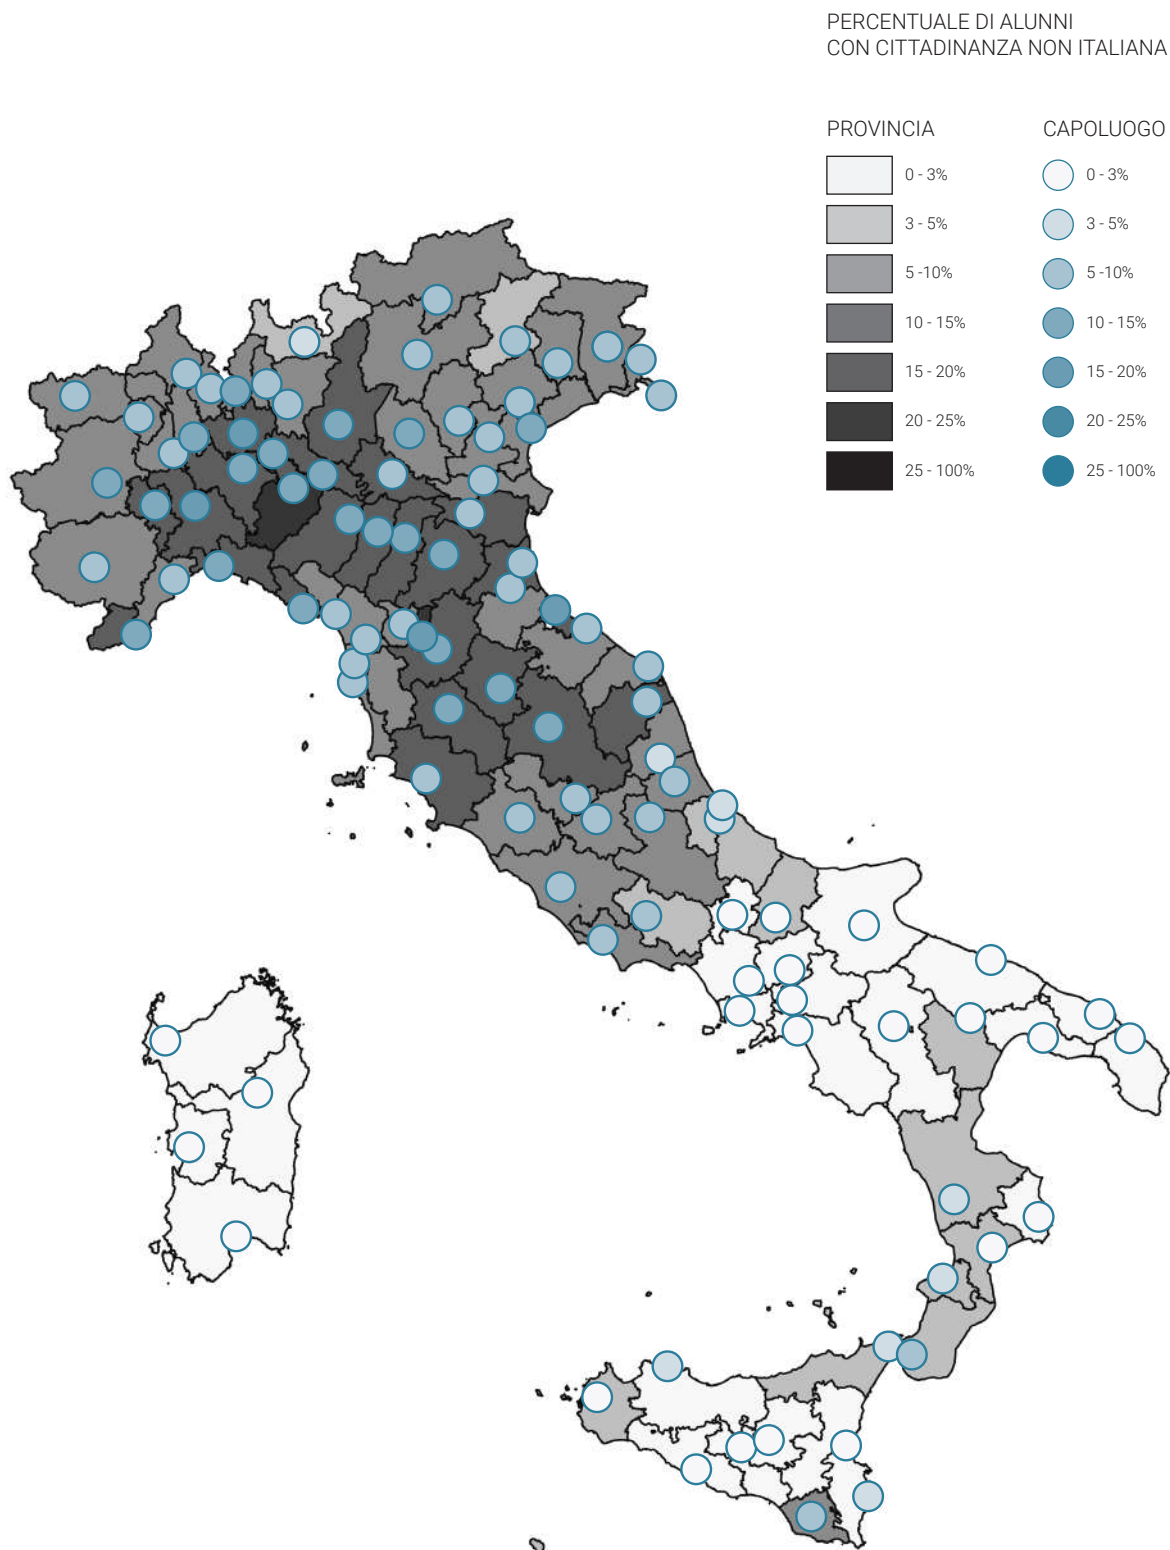 PERCENTUALE DI ALUNNI
CON CITTADINANZA NON ITALIANA
PROVINCIA
0 - 3%
3 - 5%
5 -10%
10 - 15%
15 - 20%
20 - 25%
25 - 100%
CAPOLUOGO
0 - 3%
3 - 5%
5 -10%
10 - 15%
15 - 20%
20 - 25%
25 - 100%